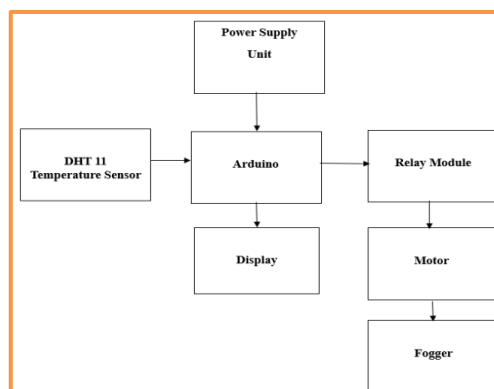 Power Supply
Unit
DHT 11
Temperature Sensor
Arduino
Relay Module
Display
Motor
Fogger